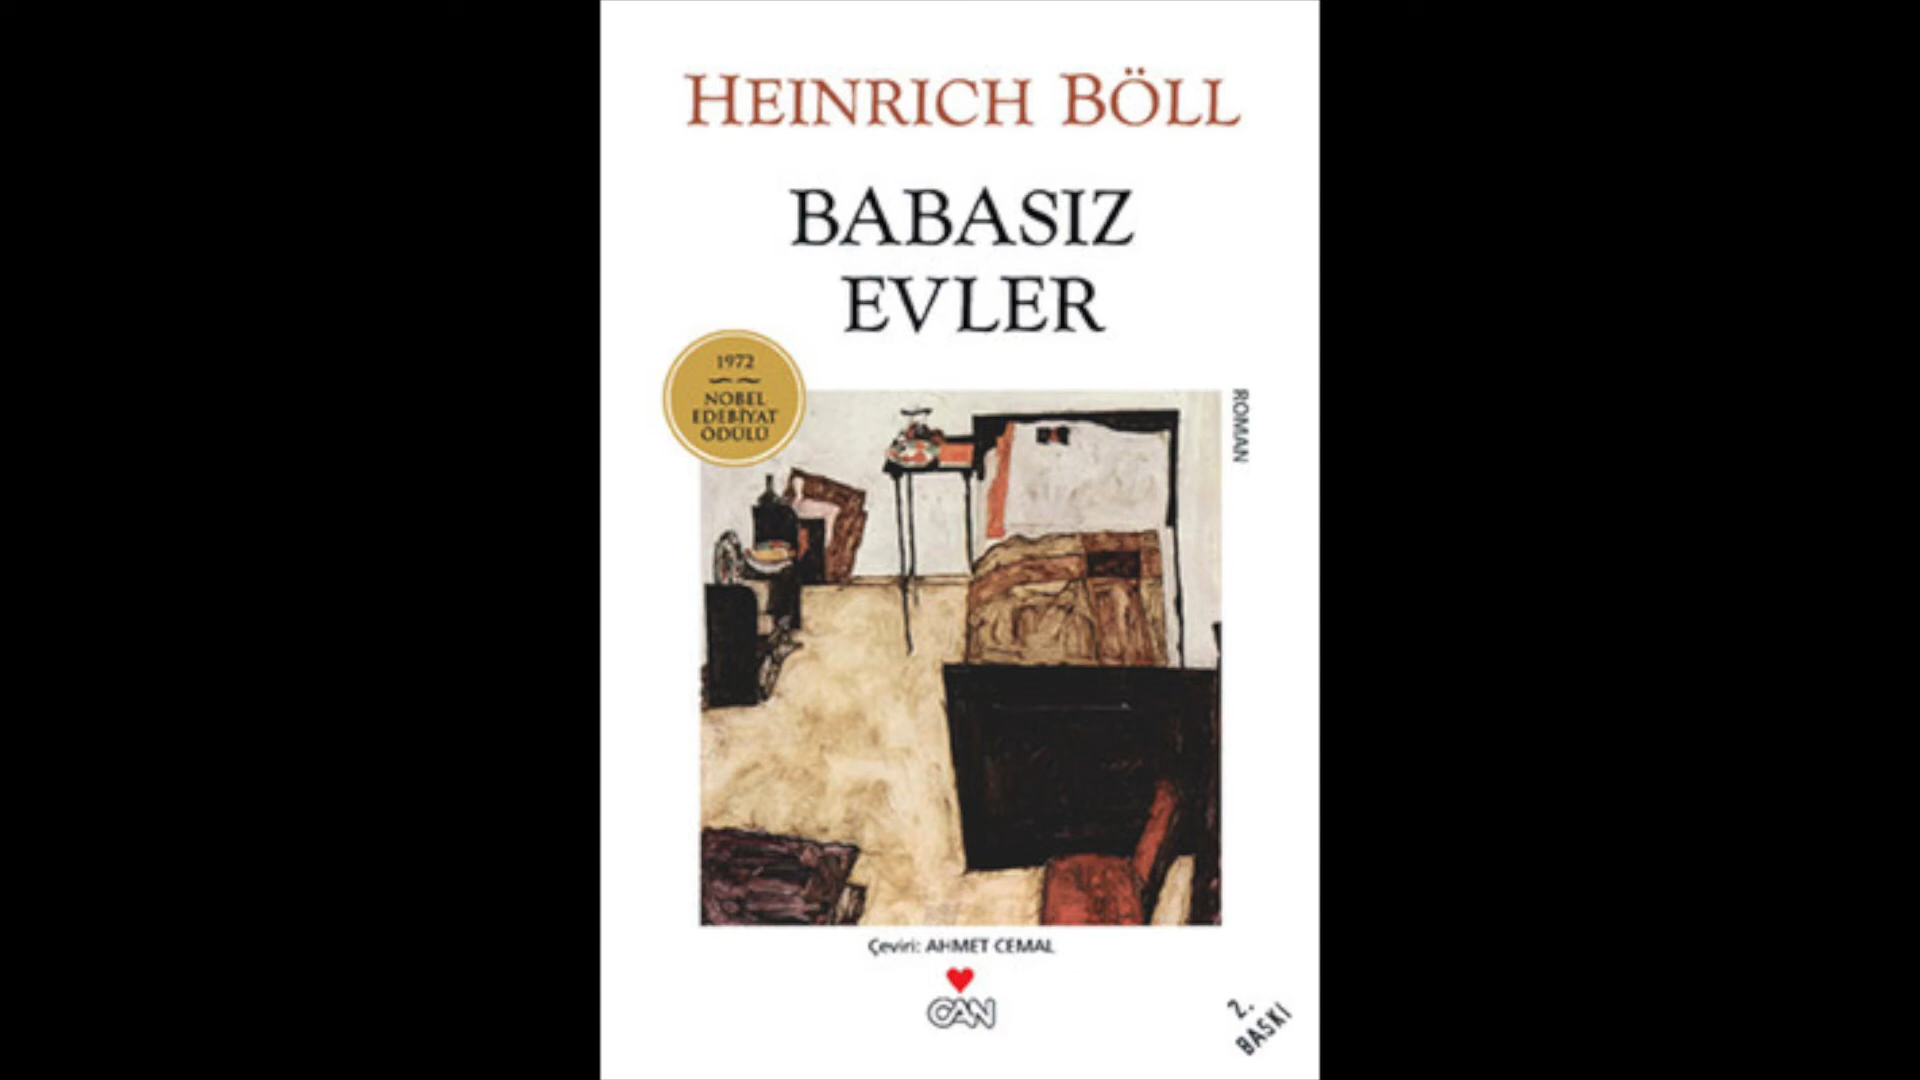 HEINRICH BÖLL
BABASIZ
EVLER
1972
NOBEL
EDEBİYAT
ÖDÜLÜ
ROMAN
Çeviri: AHMET CEMAL
CAN
2.
BASKI